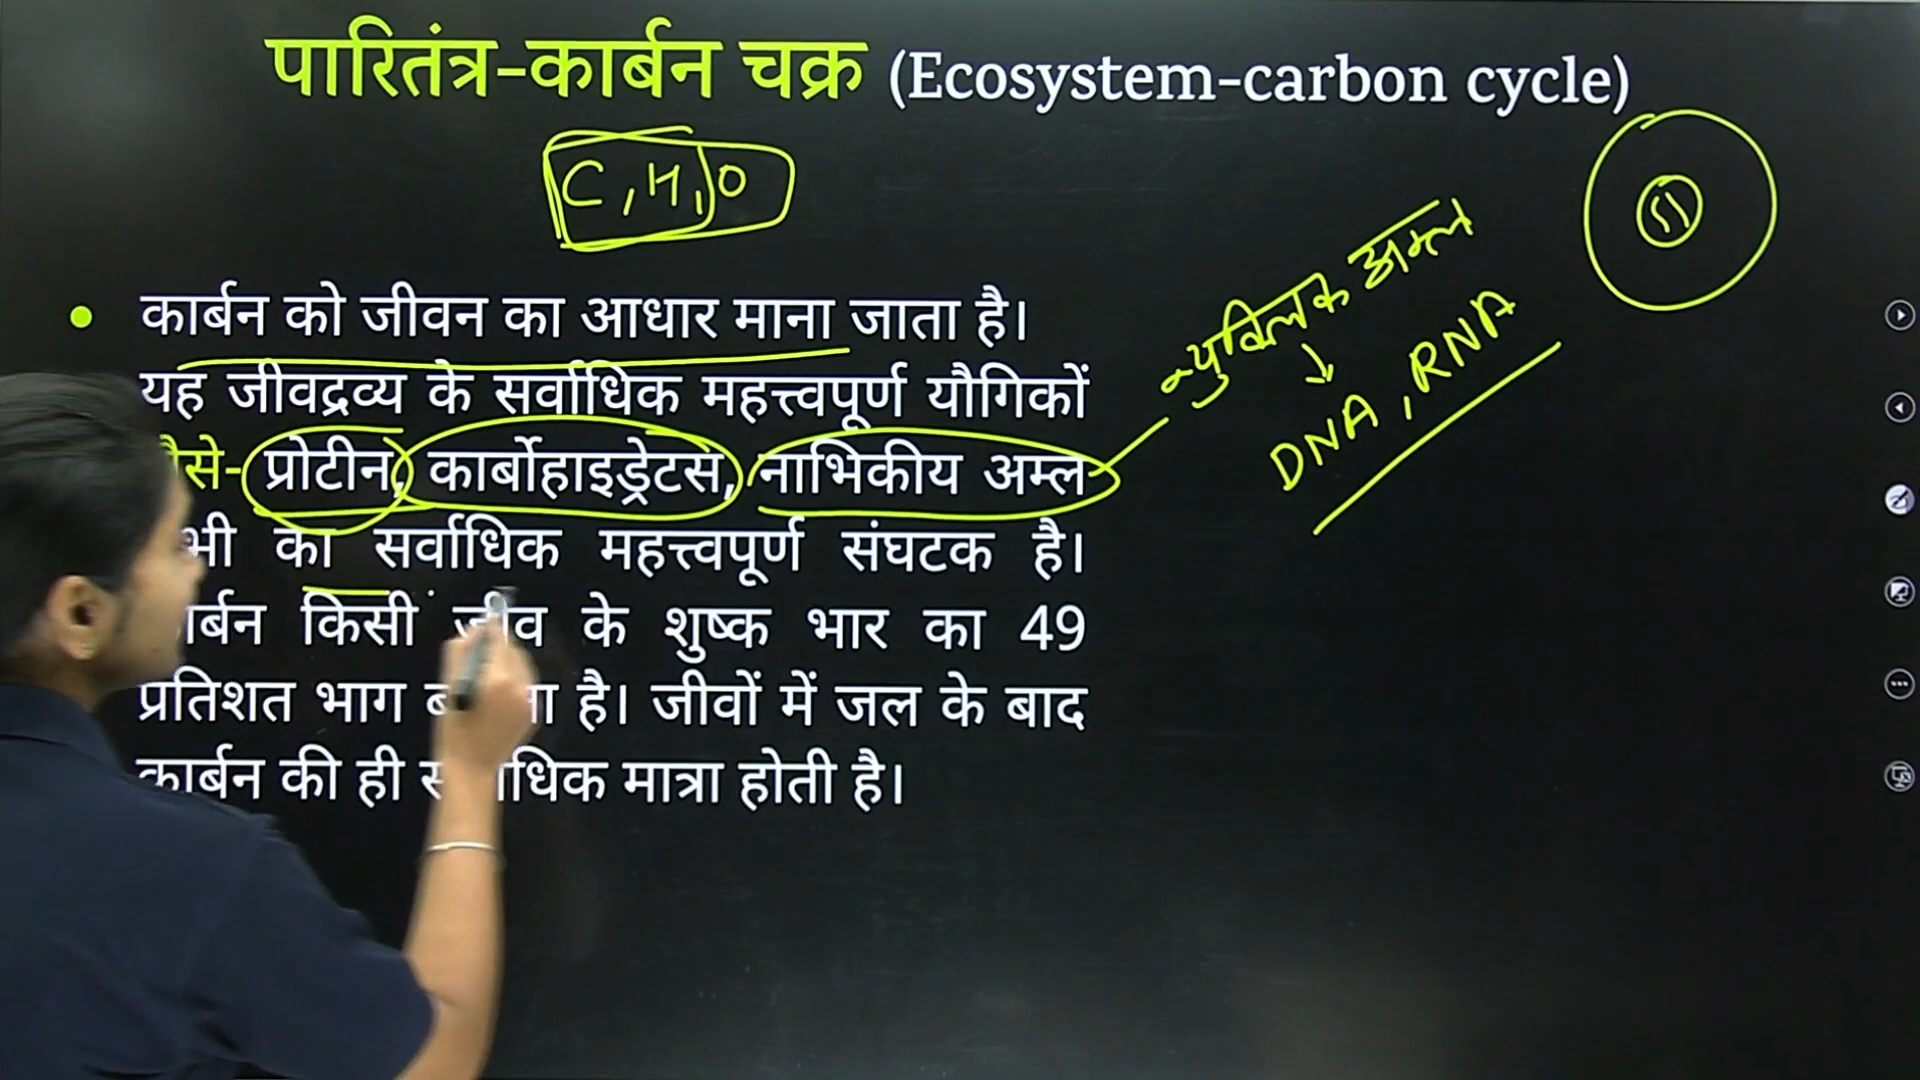 पारितंत्र-कार्बन चक्र (Ecosystem-carbon cycle)
C, H, O
कार्बन को जीवन का आधार माना जाता है।
यह जीवद्रव्य के सर्वाधिक महत्त्वपूर्ण यौगिकों
प्रोटीन, कार्बोहाइड्रेटस, नाभिकीय अम्ल
का सर्वाधिक महत्त्वपूर्ण संघटक है।
किसी जीव के शुष्क भार का 49
प्रतिशत भाग है। जीवों में जल के बाद
कार्बन की ही मात्रा होती है।
न्युक्लिक अम्ल
↓
DNA, RNA